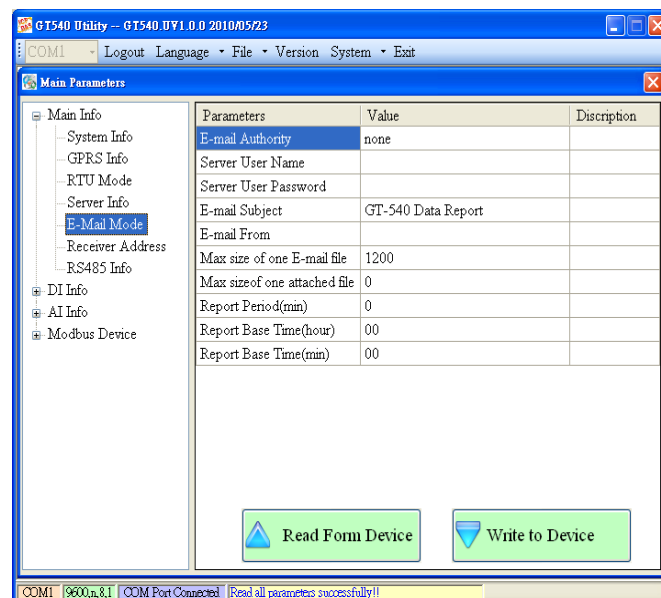 GT540 Utility -- GT540.UV1.0.0 2010/05/23
COM1 Logout Language File Version System Exit
Main Parameters
Main Info
System Info
GPRS Info
RTU Mode
Server Info
E-Mail Mode
Receiver Address
RS485 Info
DI Info
AI Info
Modbus Device
Parameters Value Discription
E-mail Authority none
Server User Name
Server User Password
E-mail Subject GT-540 Data Report
E-mail From
Max size of one E-mail file 1200
Max sizeof one attached file 0
Report Period(min) 0
Report Base Time(hour) 00
Report Base Time(min) 00
Read Form Device Write to Device
COM1 9600,n,8,1 COM Port Connected Read all parameters successfully!!